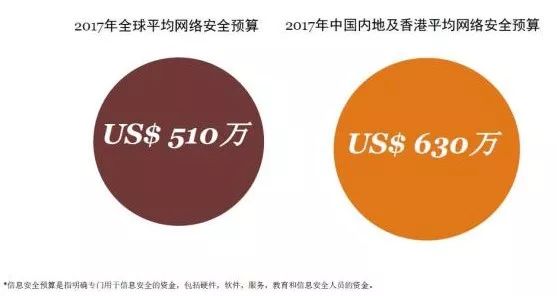 2017年全球平均网络安全预算
2017年中国内地及香港平均网络安全预算
US$ 510万
US$ 630万
*信息安全预算是指明确专门用于信息安全的资金，包括硬件，软件，服务，教育和信息安全人员的资金。